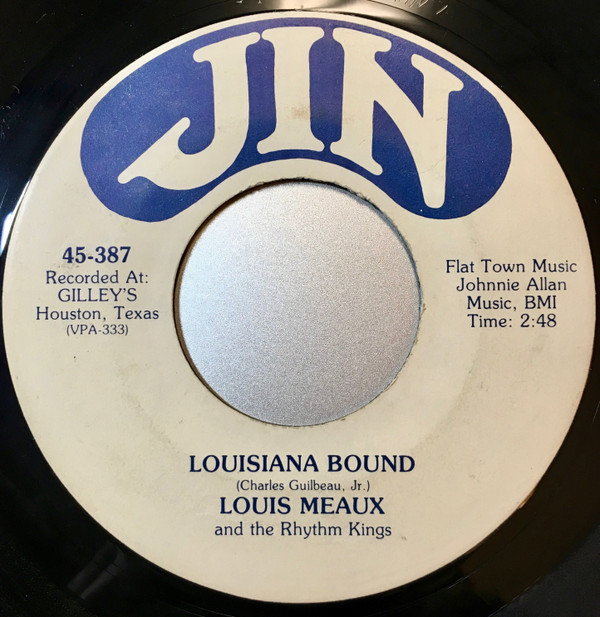 JIN
45-387
Recorded At:
GILLEY'S
Houston, Texas
(VPA-333)
Flat Town Music
Johnnie Allan
Music, BMI
Time: 2:48
LOUISIANA BOUND
(Charles Guilbeau, Jr.)
LOUIS MEAUX
and the Rhythm Kings